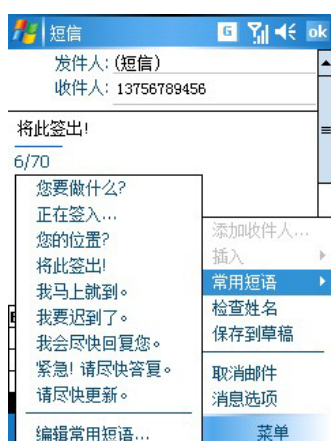 短信
G
ok
发件人: (短信)
收件人: 13756789456
将此签出!
6/70
您要做什么?
正在签入...
您的位置?
将此签出!
我马上就到。
我要迟到了。
我会尽快回复您。
紧急! 请尽快答复。
请尽快更新。
编辑常用短语...
添加收件人...
插入
常用短语
检查姓名
保存到草稿
取消邮件
消息选项
菜单